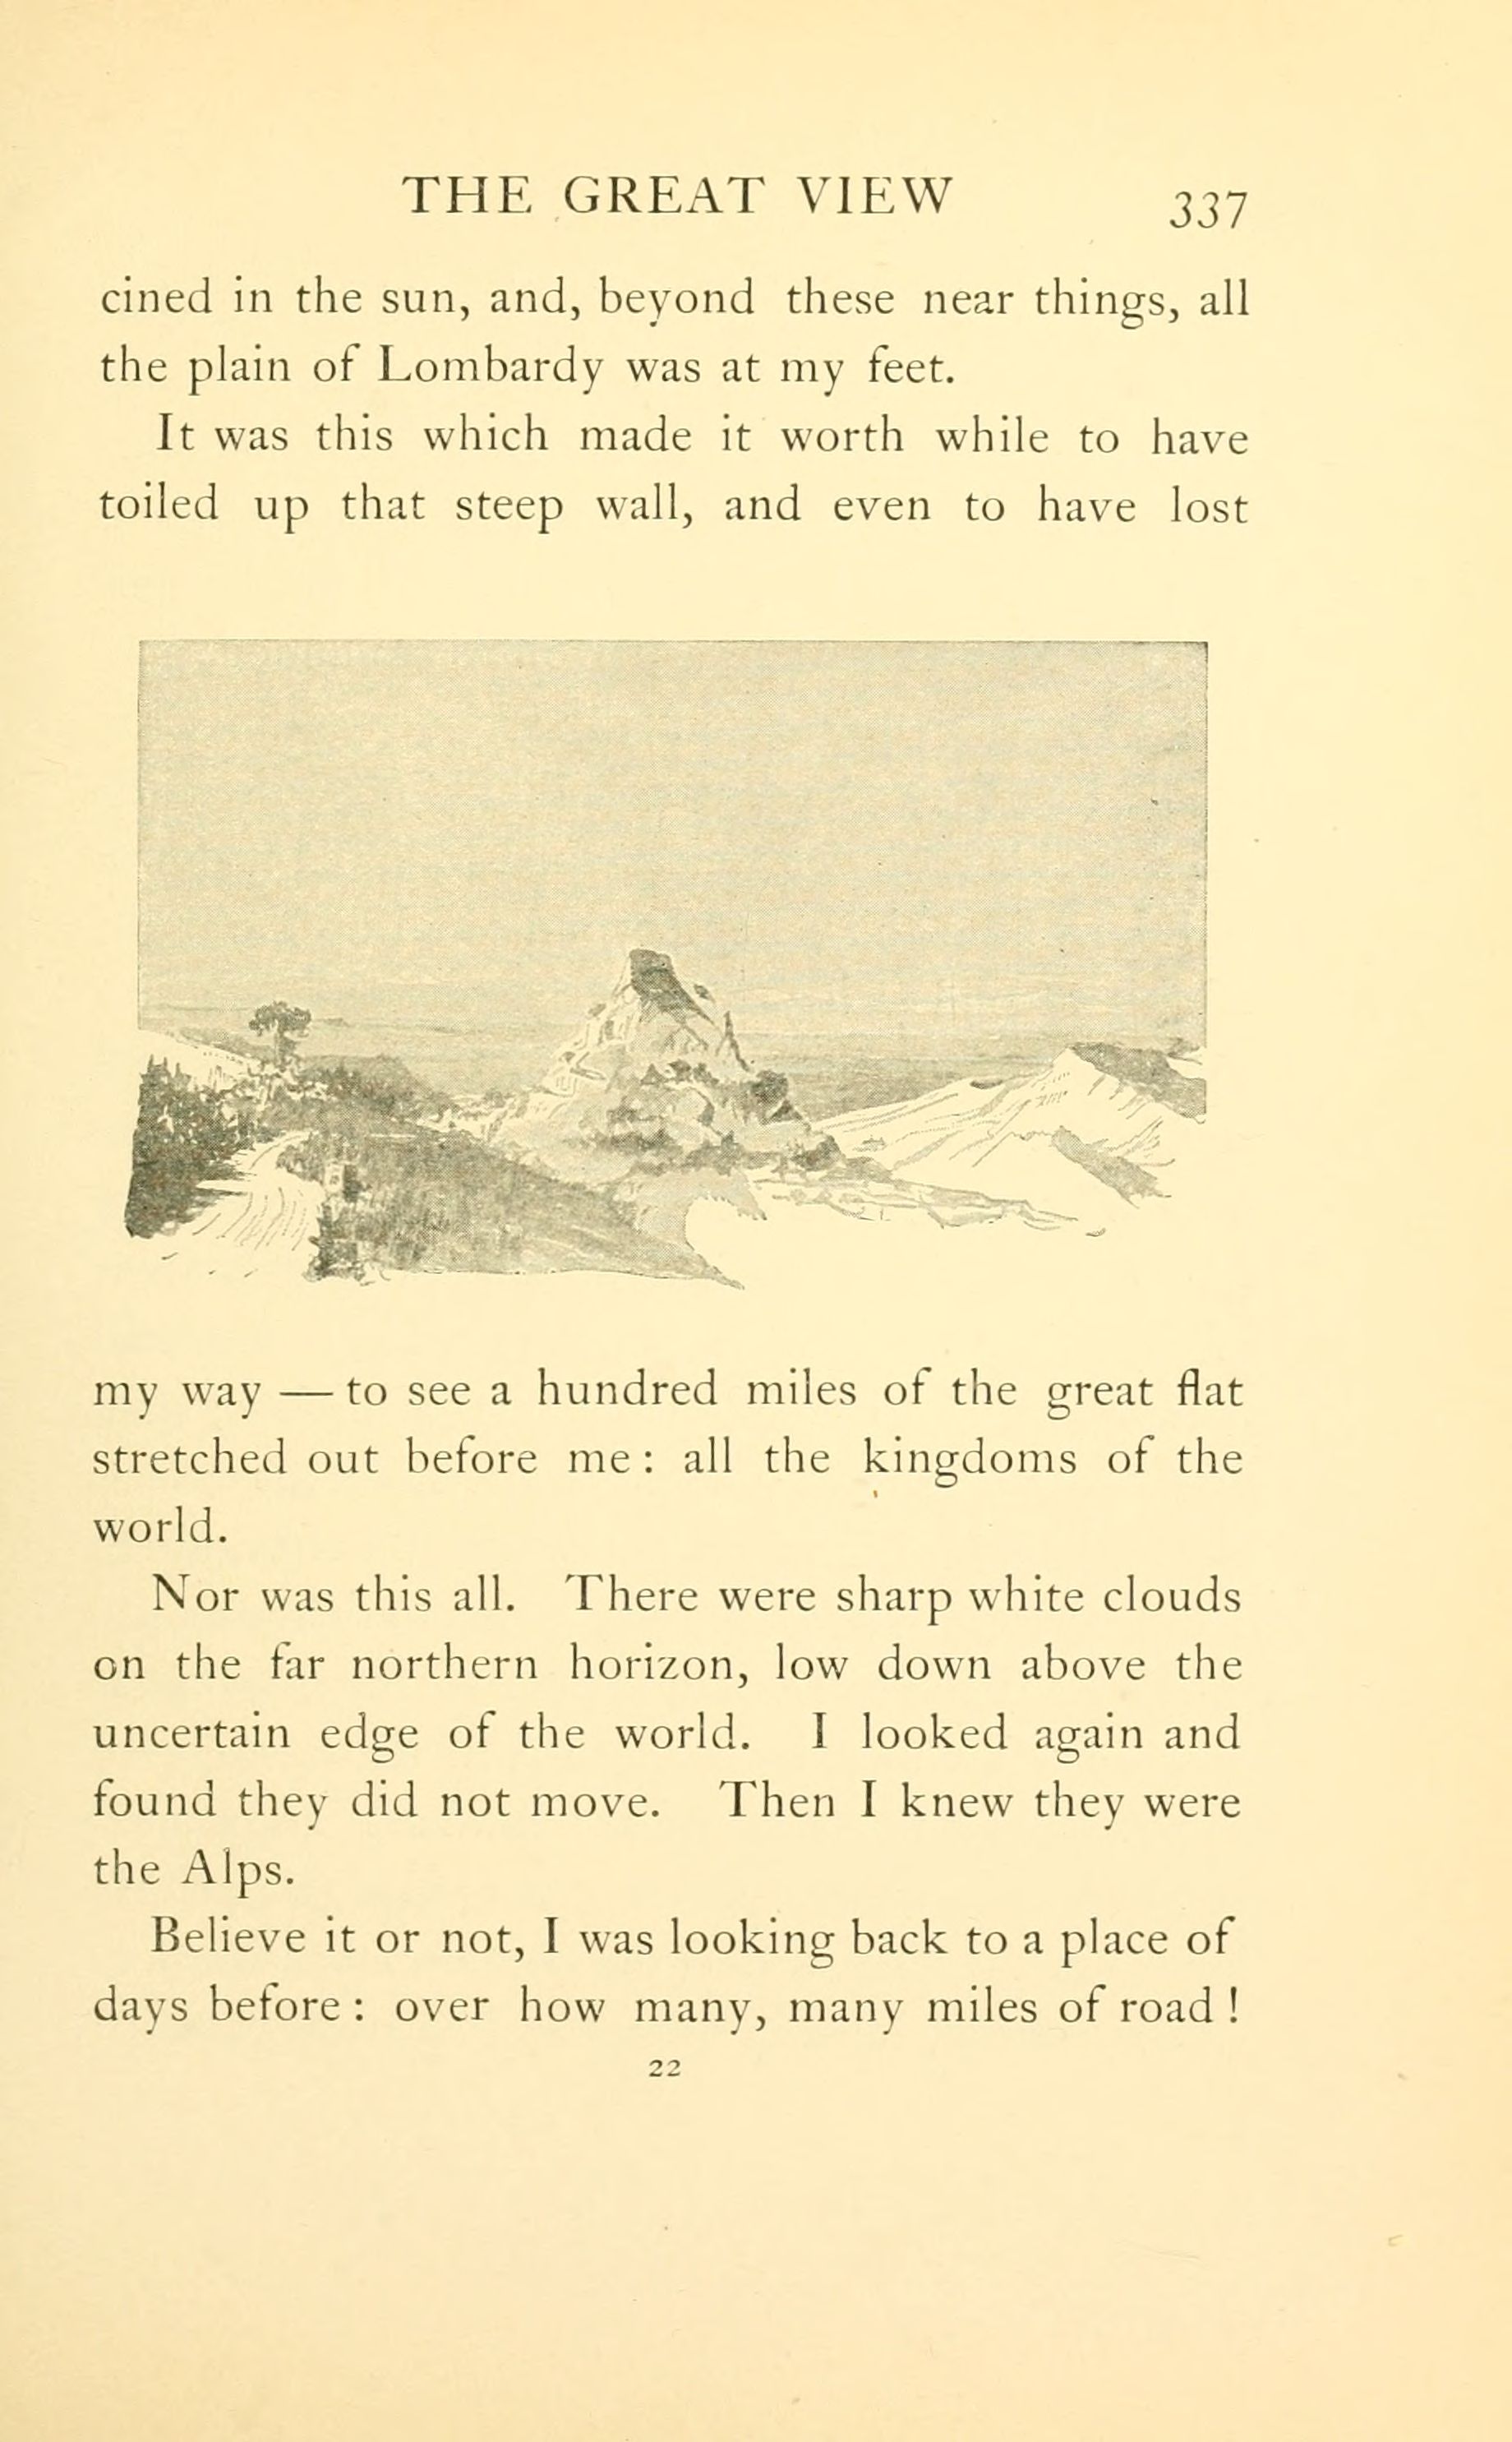 THE GREAT VIEW 337
cined in the sun, and, beyond these near things, all
the plain of Lombardy was at my feet.
It was this which made it worth while to have
toiled up that steep wall, and even to have lost
my way — to see a hundred miles of the great flat
stretched out before me: all the kingdoms of the
world.
Nor was this all. There were sharp white clouds
on the far northern horizon, low down above the
uncertain edge of the world. I looked again and
found they did not move. Then I knew they were
the Alps.
Believe it or not, I was looking back to a place of
days before: over how many, many miles of road!
22